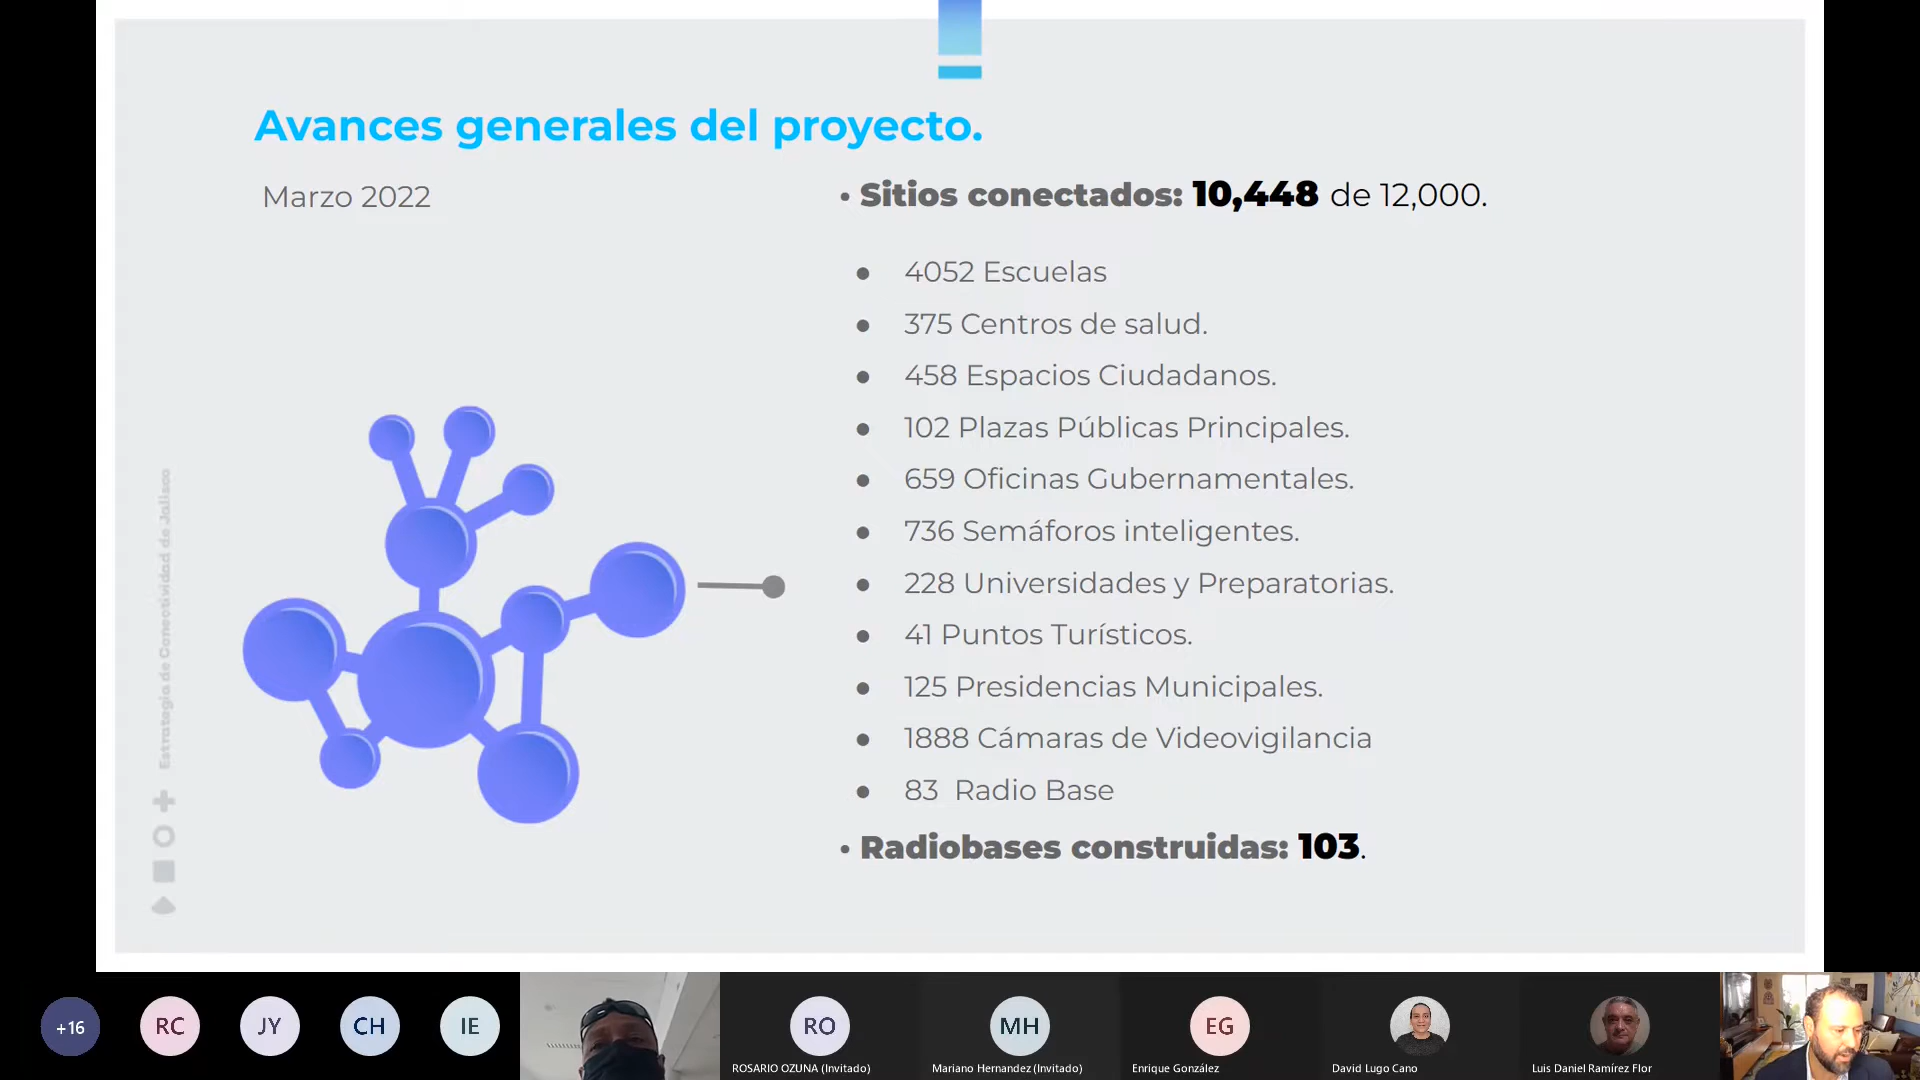 Avances generales del proyecto.
Marzo 2022
• Sitios conectados: 10,448 de 12,000.
● 4052 Escuelas
● 375 Centros de salud.
● 458 Espacios Ciudadanos.
● 102 Plazas Públicas Principales.
● 659 Oficinas Gubernamentales.
● 736 Semáforos inteligentes.
● 228 Universidades y Preparatorias.
● 41 Puntos Turísticos.
● 125 Presidencias Municipales.
● 1888 Cámaras de Videovigilancia
● 83 Radio Base
• Radiobases construidas: 103.
Estrategia de Conectividad de Jalisco
+16
RC
JY
CH
IE
RO
ROSARIO OZUNA (Invitado)
MH
Mariano Hernandez (Invitado)
EG
Enrique González
David Lugo Cano
Luis Daniel Ramírez Flor